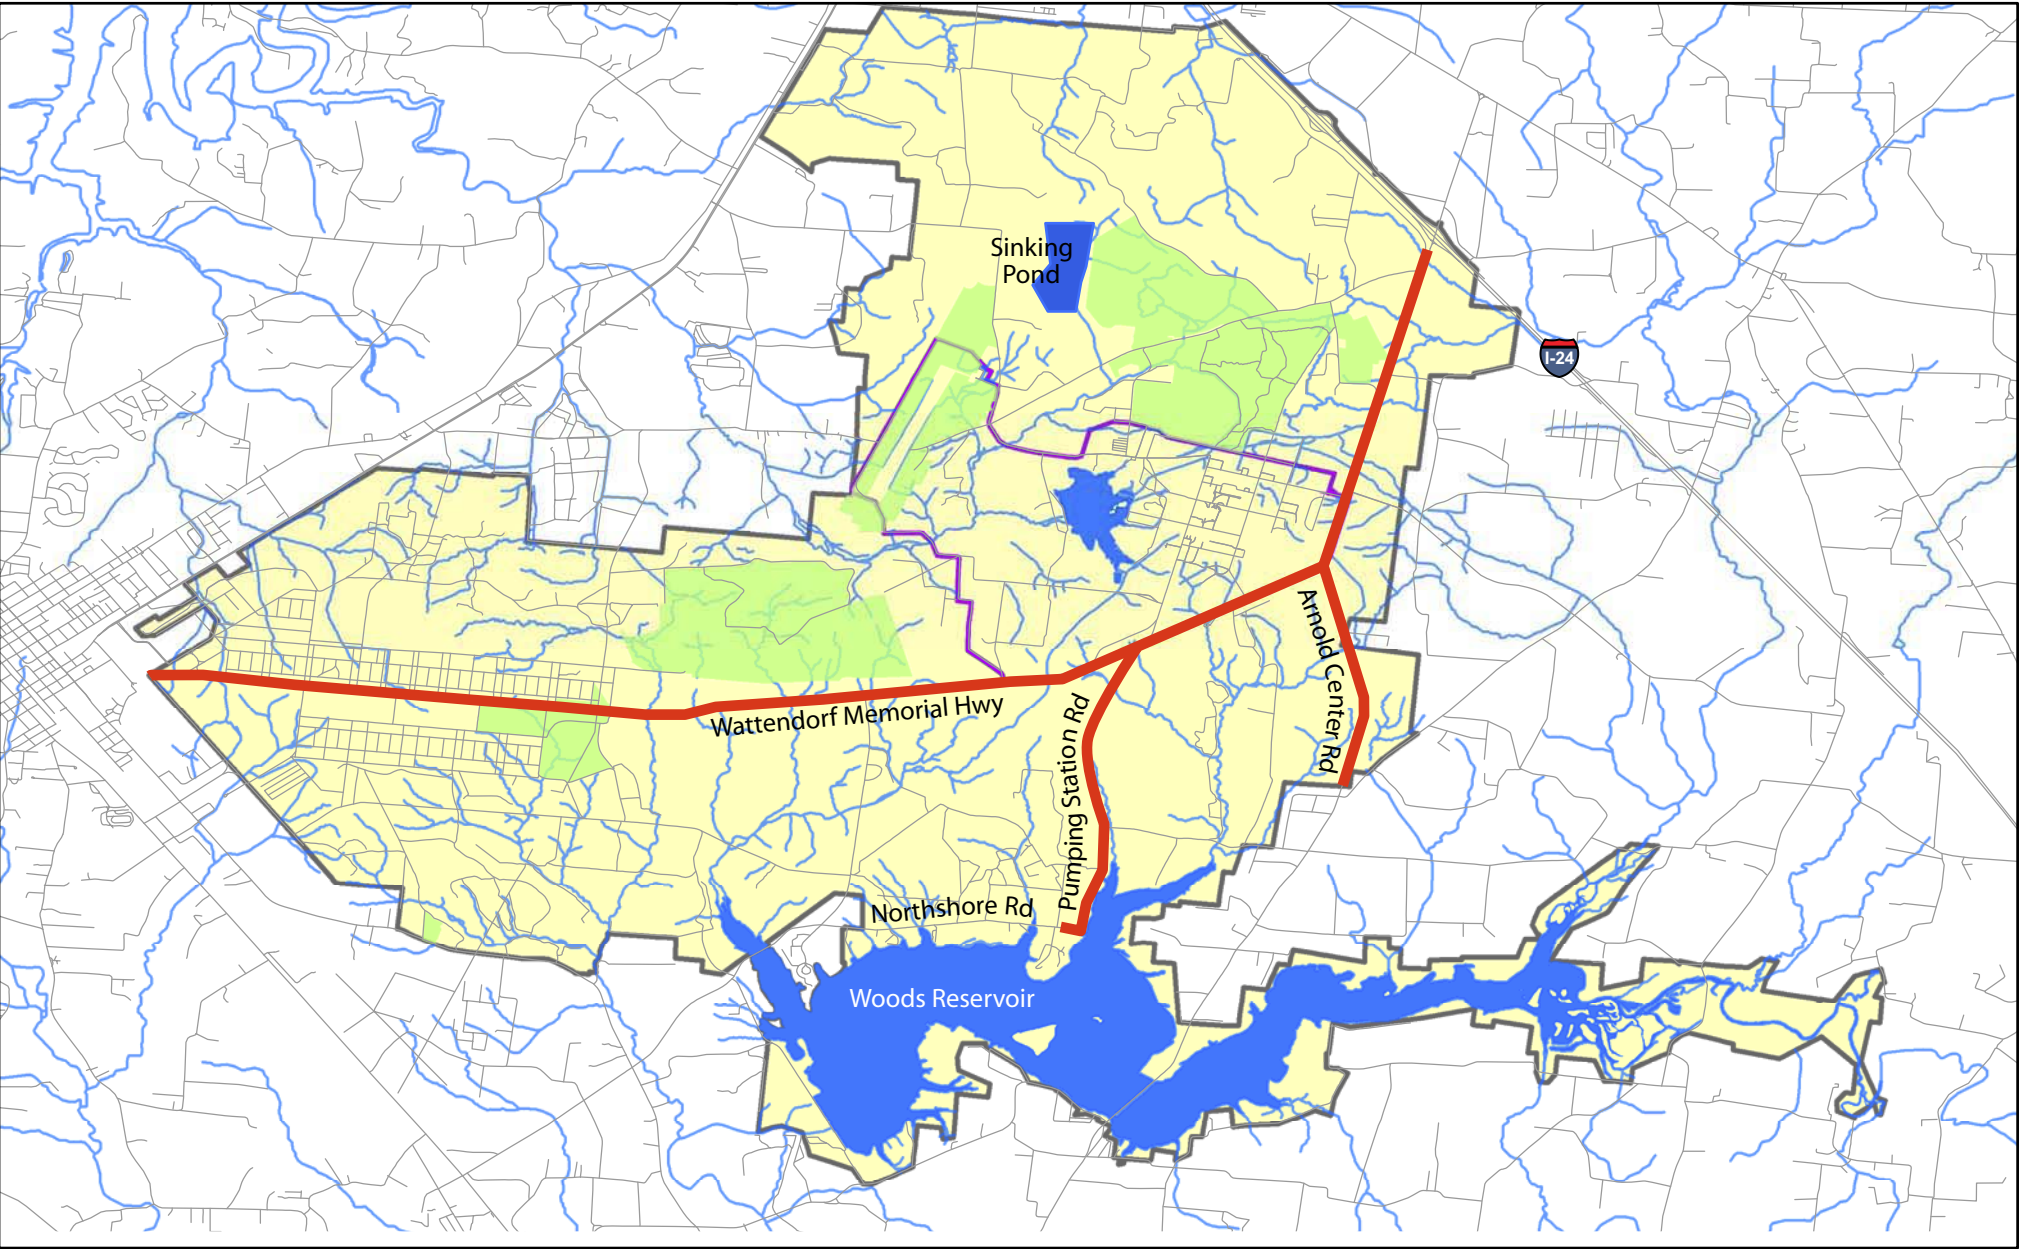 Sinking
Pond
I-24
Arnold Center Rd
Wattendorf Memorial Hwy
Pumping Station Rd
Northshore Rd
Woods Reservoir